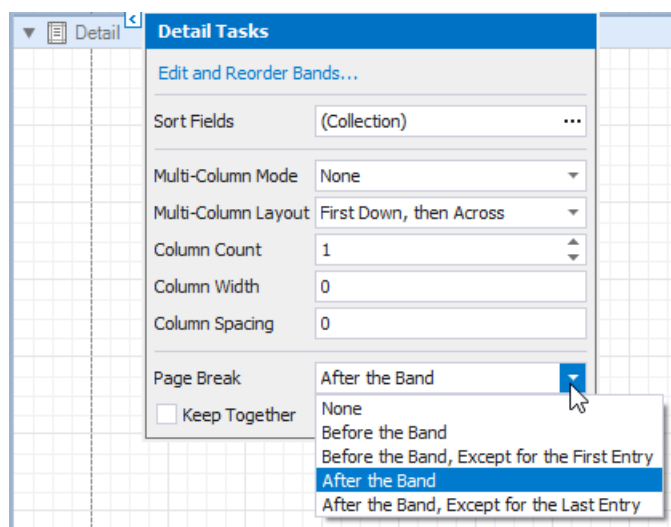 Detail
Detail Tasks
Edit and Reorder Bands...
Sort Fields (Collection) ...
Multi-Column Mode None
Multi-Column Layout First Down, then Across
Column Count 1
Column Width 0
Column Spacing 0
Page Break After the Band
Keep Together
None
Before the Band
Before the Band, Except for the First Entry
After the Band
After the Band, Except for the Last Entry